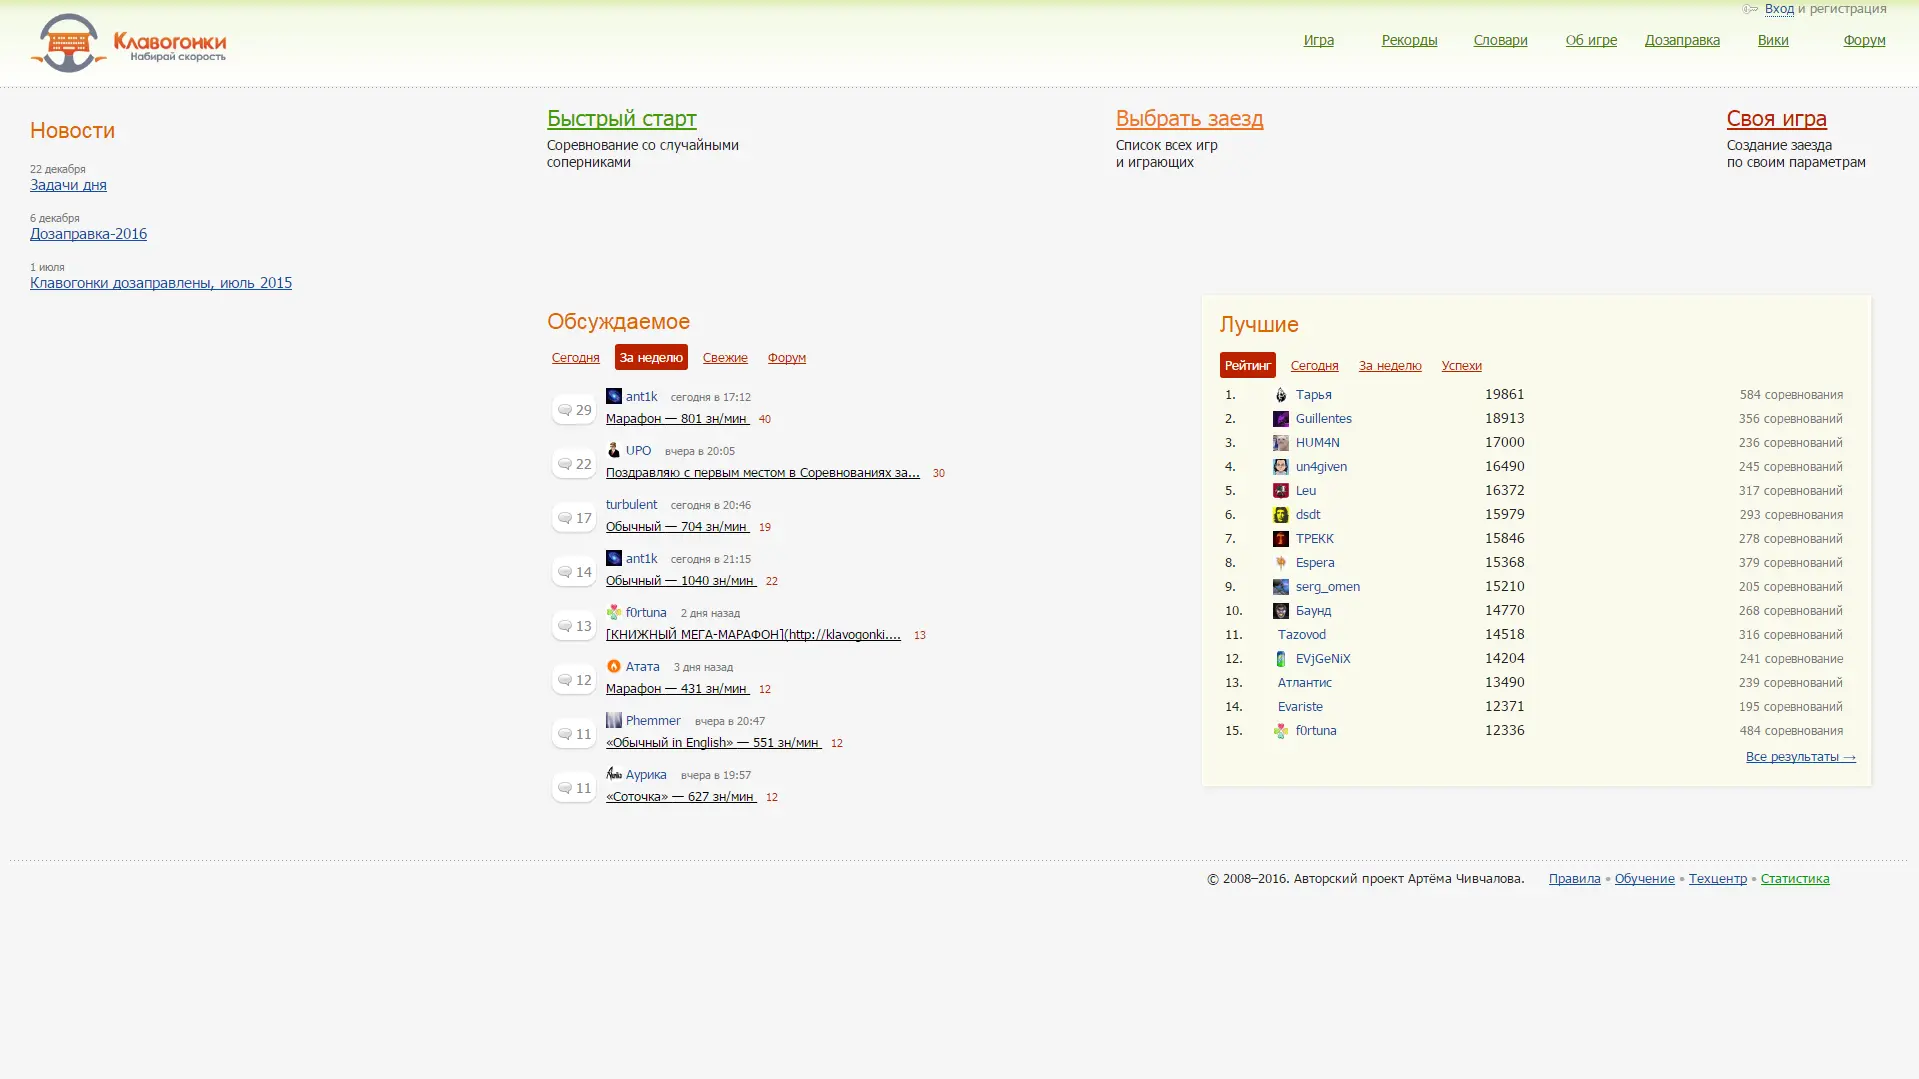 Вход и регистрация
Клавогонки
Набирай скорость
Игра Рекорды Словари Об игре Дозаправка Вики Форум
Новости
22 декабря
Задачи дня
6 декабря
Дозаправка-2016
1 июля
Клавогонки дозаправлены, июль 2015
Быстрый старт
Соревнование со случайными
соперниками
Выбрать заезд
Список всех игр
и играющих
Своя игра
Создание заезда
по своим параметрам
Обсуждаемое
Сегодня За неделю Свежие Форум
29 ant1k сегодня в 17:12
Марафон — 801 зн/мин 40
22 UPO вчера в 20:05
Поздравляю с первым местом в Соревнованиях за... 30
17 turbulent сегодня в 20:46
Обычный — 704 зн/мин 19
14 ant1k сегодня в 21:15
Обычный — 1040 зн/мин 22
13 f0rtuna 2 дня назад
[КНИЖНЫЙ МЕГА-МАРАФОН](http://klavogonki.... 13
12 Атата 3 дня назад
Марафон — 431 зн/мин 12
11 Phemmer вчера в 20:47
«Обычный in English» — 551 зн/мин 12
11 Аурика вчера в 19:57
«Соточка» — 627 зн/мин 12
Лучшие
Рейтинг Сегодня За неделю Успехи
1. Тарья 19861 584 соревнования
2. Guillentes 18913 356 соревнований
3. HUM4N 17000 236 соревнований
4. un4given 16490 245 соревнований
5. Leu 16372 317 соревнований
6. dsdt 15979 293 соревнования
7. ТРЕКК 15846 278 соревнований
8. Espera 15368 379 соревнований
9. serg_omen 15210 205 соревнований
10. Баунд 14770 268 соревнований
11. Tazovod 14518 316 соревнований
12. EVjGeNiX 14204 241 соревнование
13. Атлантис 13490 239 соревнований
14. Evariste 12371 195 соревнований
15. f0rtuna 12336 484 соревнования
Все результаты →
© 2008–2016. Авторский проект Артёма Чивчалова. Правила • Обучение • Техцентр • Статистика